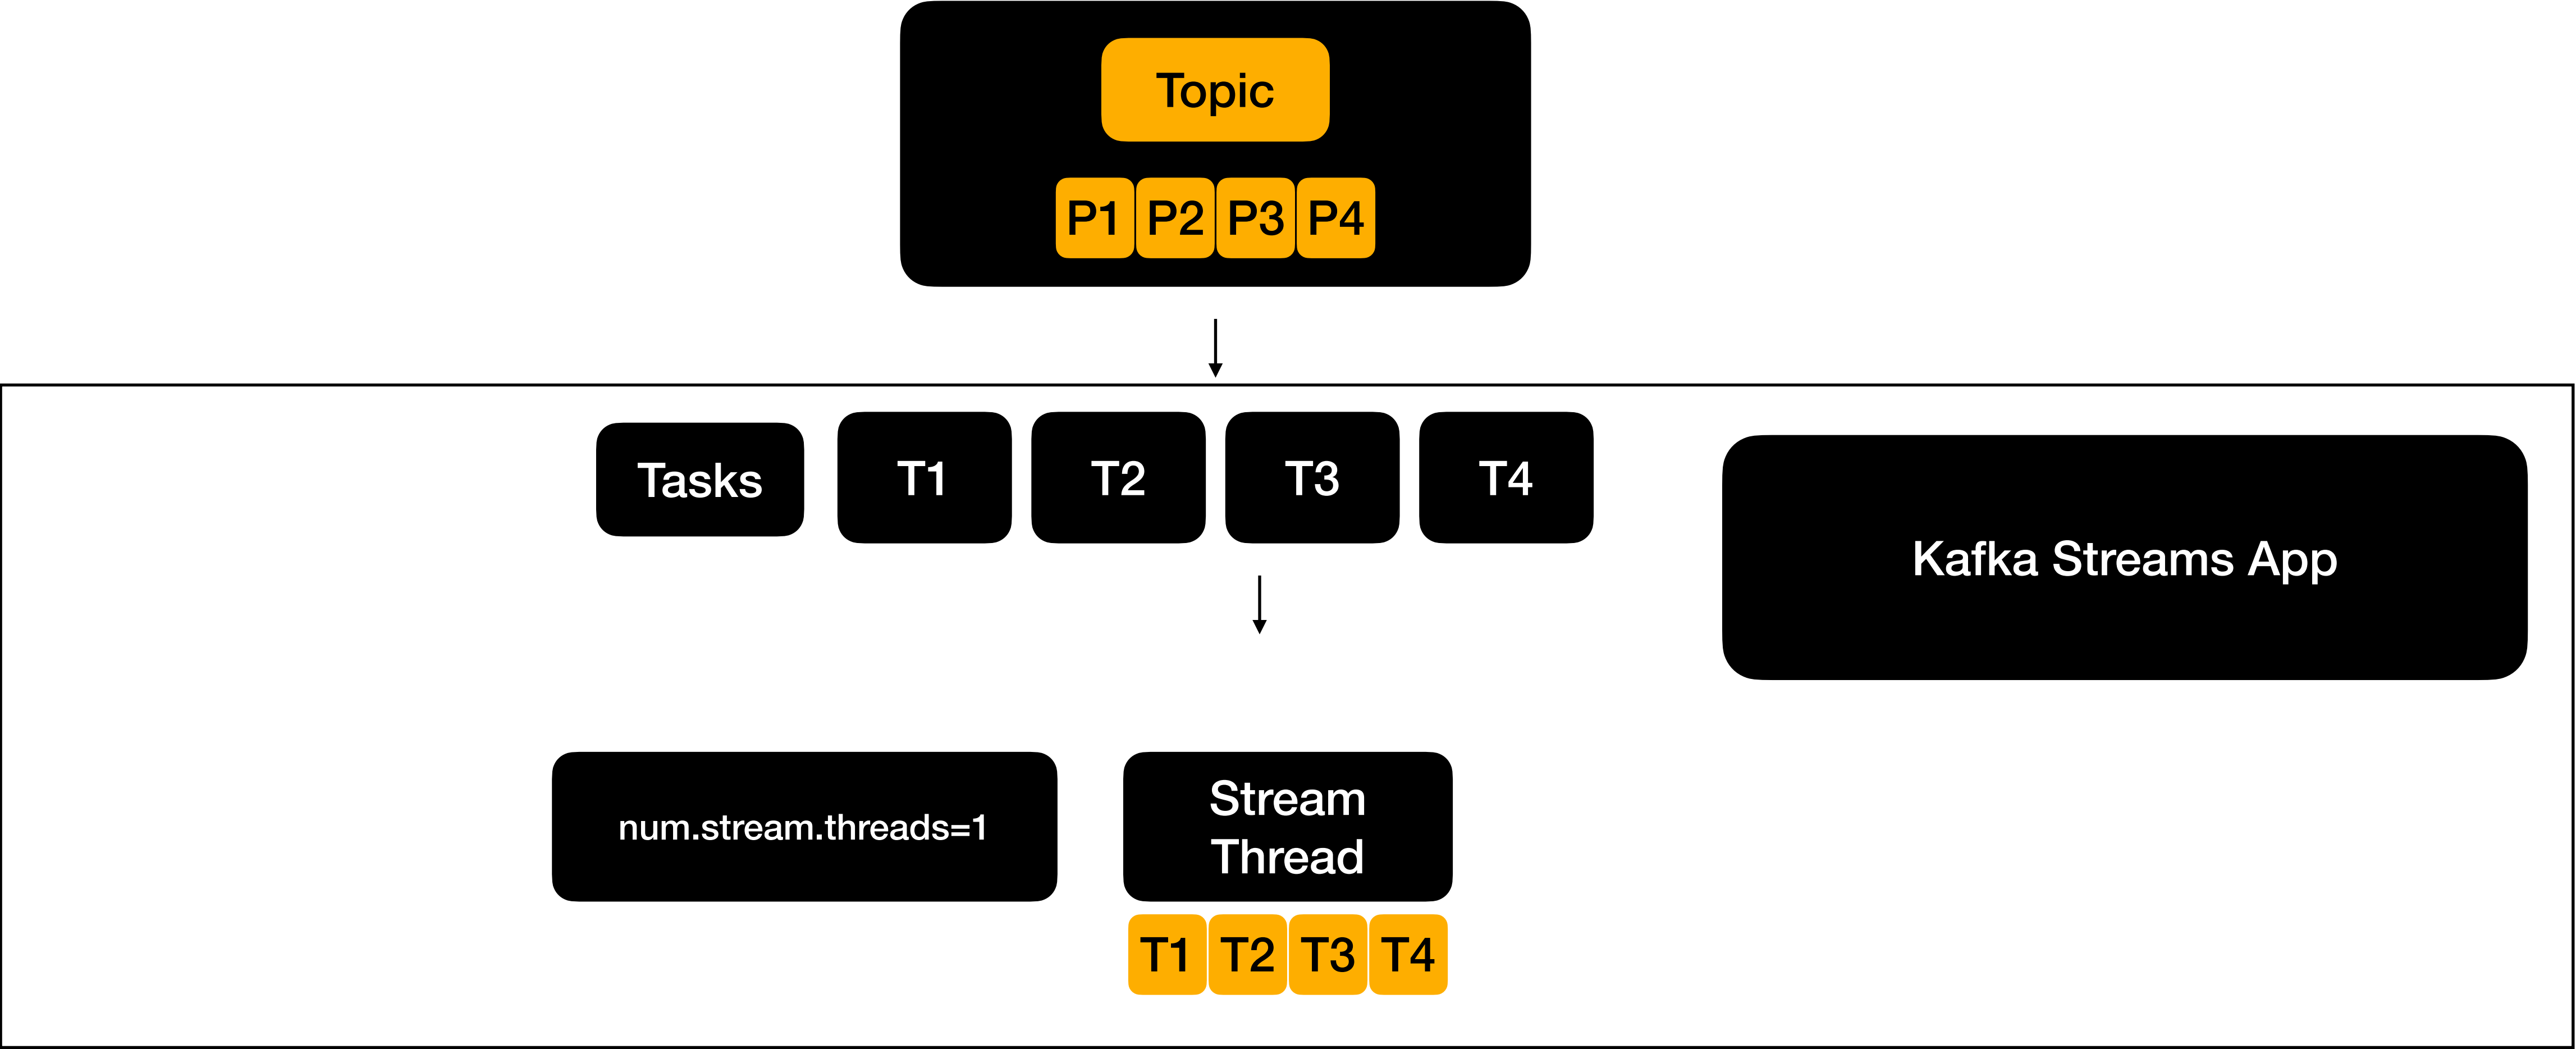 Topic
P1 P2 P3 P4
Tasks T1 T2 T3 T4
Kafka Streams App
num.stream.threads=1
Stream
Thread
T1 T2 T3 T4